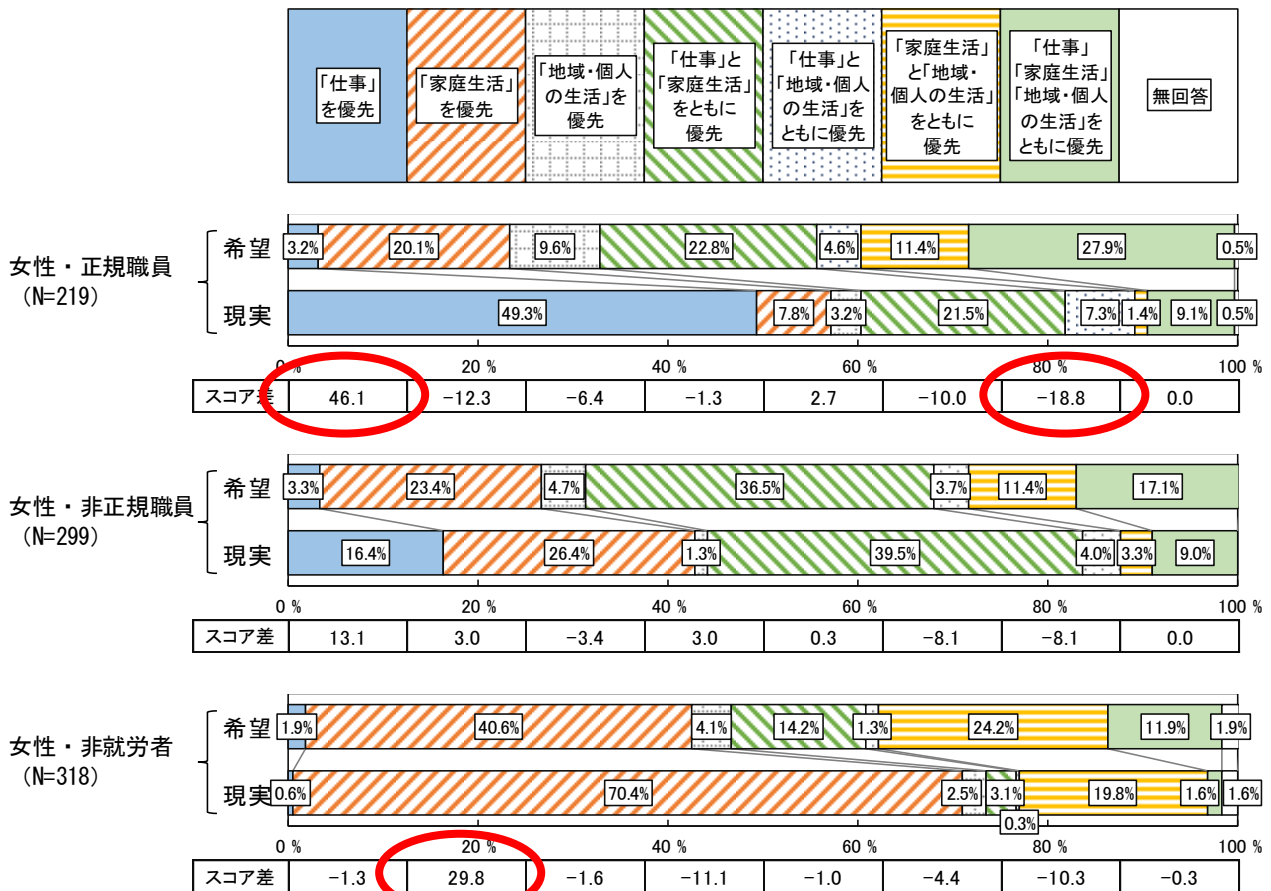 「仕事」
を優先
「家庭生活」
を優先
「地域・個人
の生活」を
優先
「仕事」と
「家庭生活」
をともに
優先
「仕事」と
「地域・個人
の生活」を
ともに優先
「家庭生活」
と「地域・
個人の生活」
をともに
優先
「仕事」
「家庭生活」
「地域・個人
の生活」を
ともに優先
無回答
女性・正規職員
(N=219)
希望
3.2% 20.1% 9.6% 22.8% 4.6% 11.4% 27.9% 0.5%
現実
49.3% 7.8% 3.2% 21.5% 7.3% 1.4% 9.1% 0.5%
0 % 20 % 40 % 60 % 80 % 100 %
スコア差 46.1 −12.3 −6.4 −1.3 2.7 −10.0 −18.8 0.0
女性・非正規職員
(N=299)
希望
3.3% 23.4% 4.7% 36.5% 3.7% 11.4% 17.1%
現実
16.4% 26.4% 1.3% 39.5% 4.0% 3.3% 9.0%
0 % 20 % 40 % 60 % 80 % 100 %
スコア差 13.1 3.0 −3.4 3.0 0.3 −8.1 −8.1 0.0
女性・非就労者
(N=318)
希望
1.9% 40.6% 4.1% 14.2% 1.3% 24.2% 11.9% 1.9%
現実
0.6% 70.4% 2.5% 3.1% 0.3% 19.8% 1.6% 1.6%
0 % 20 % 40 % 60 % 80 % 100 %
スコア差 −1.3 29.8 −1.6 −11.1 −1.0 −4.4 −10.3 −0.3